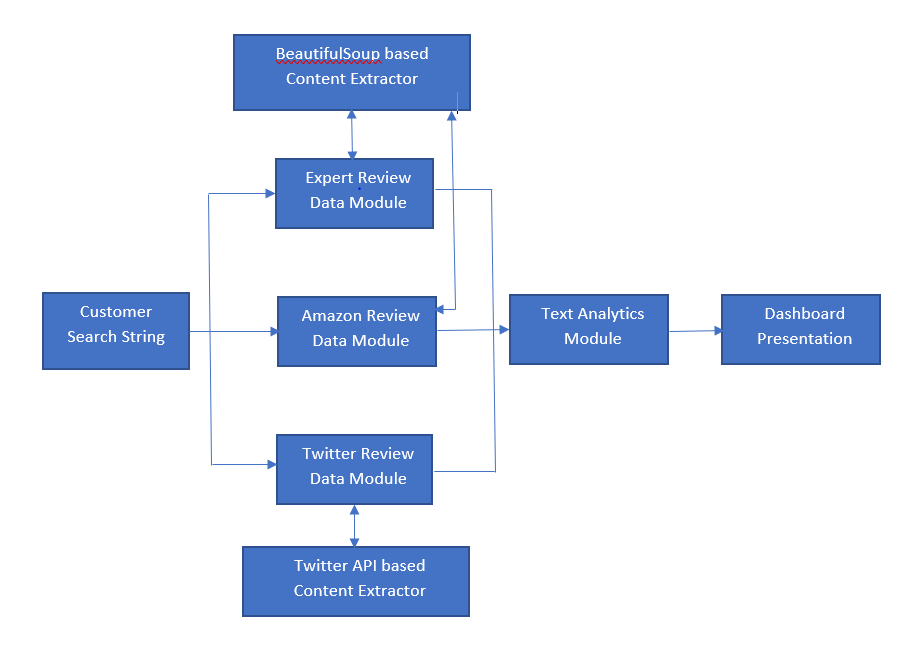 BeautifulSoup based
Content Extractor
Expert Review
Data Module
Customer
Search String
Amazon Review
Data Module
Text Analytics
Module
Dashboard
Presentation
Twitter Review
Data Module
Twitter API based
Content Extractor